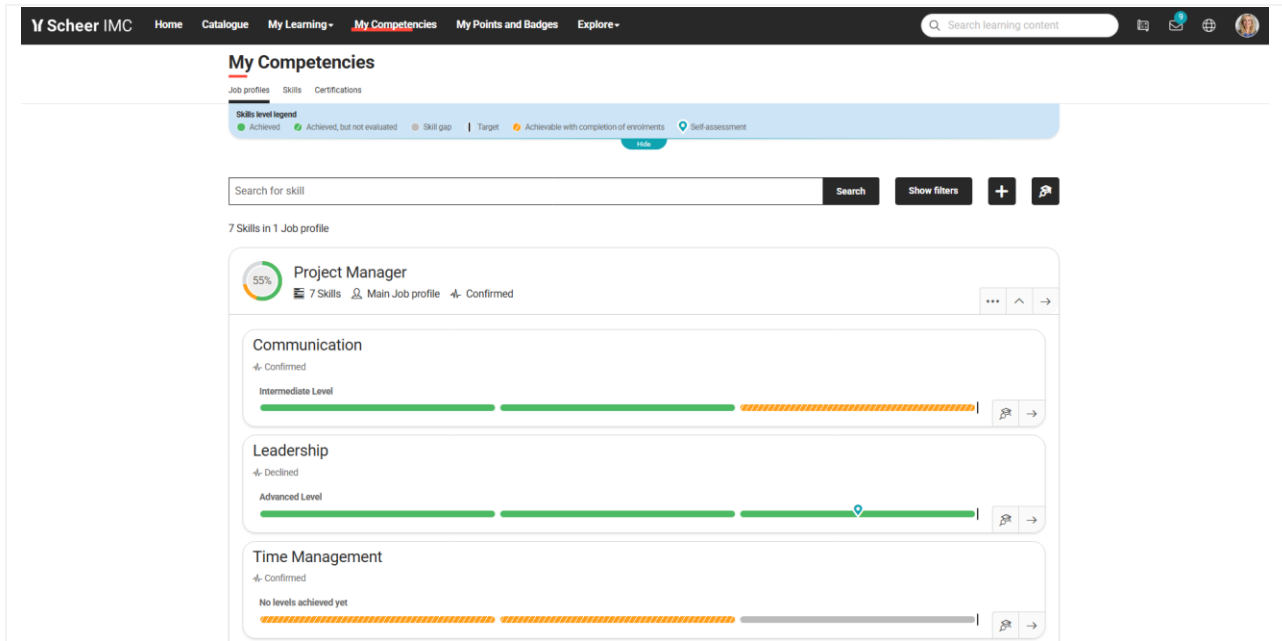 Scheer IMC Home Catalogue My Learning My Competencies My Points and Badges Explore Search learning content 9
My Competencies
Job profiles Skills Certifications
Skills level legend
Achieved Achieved, but not evaluated Skill gap Target Achievable with completion of enrolments Self-assessment
Hide
Search for skill Search Show filters
7 Skills in 1 Job profile
55% Project Manager
7 Skills Main Job profile Confirmed
Communication
Confirmed
Intermediate Level
Leadership
Declined
Advanced Level
Time Management
Confirmed
No levels achieved yet